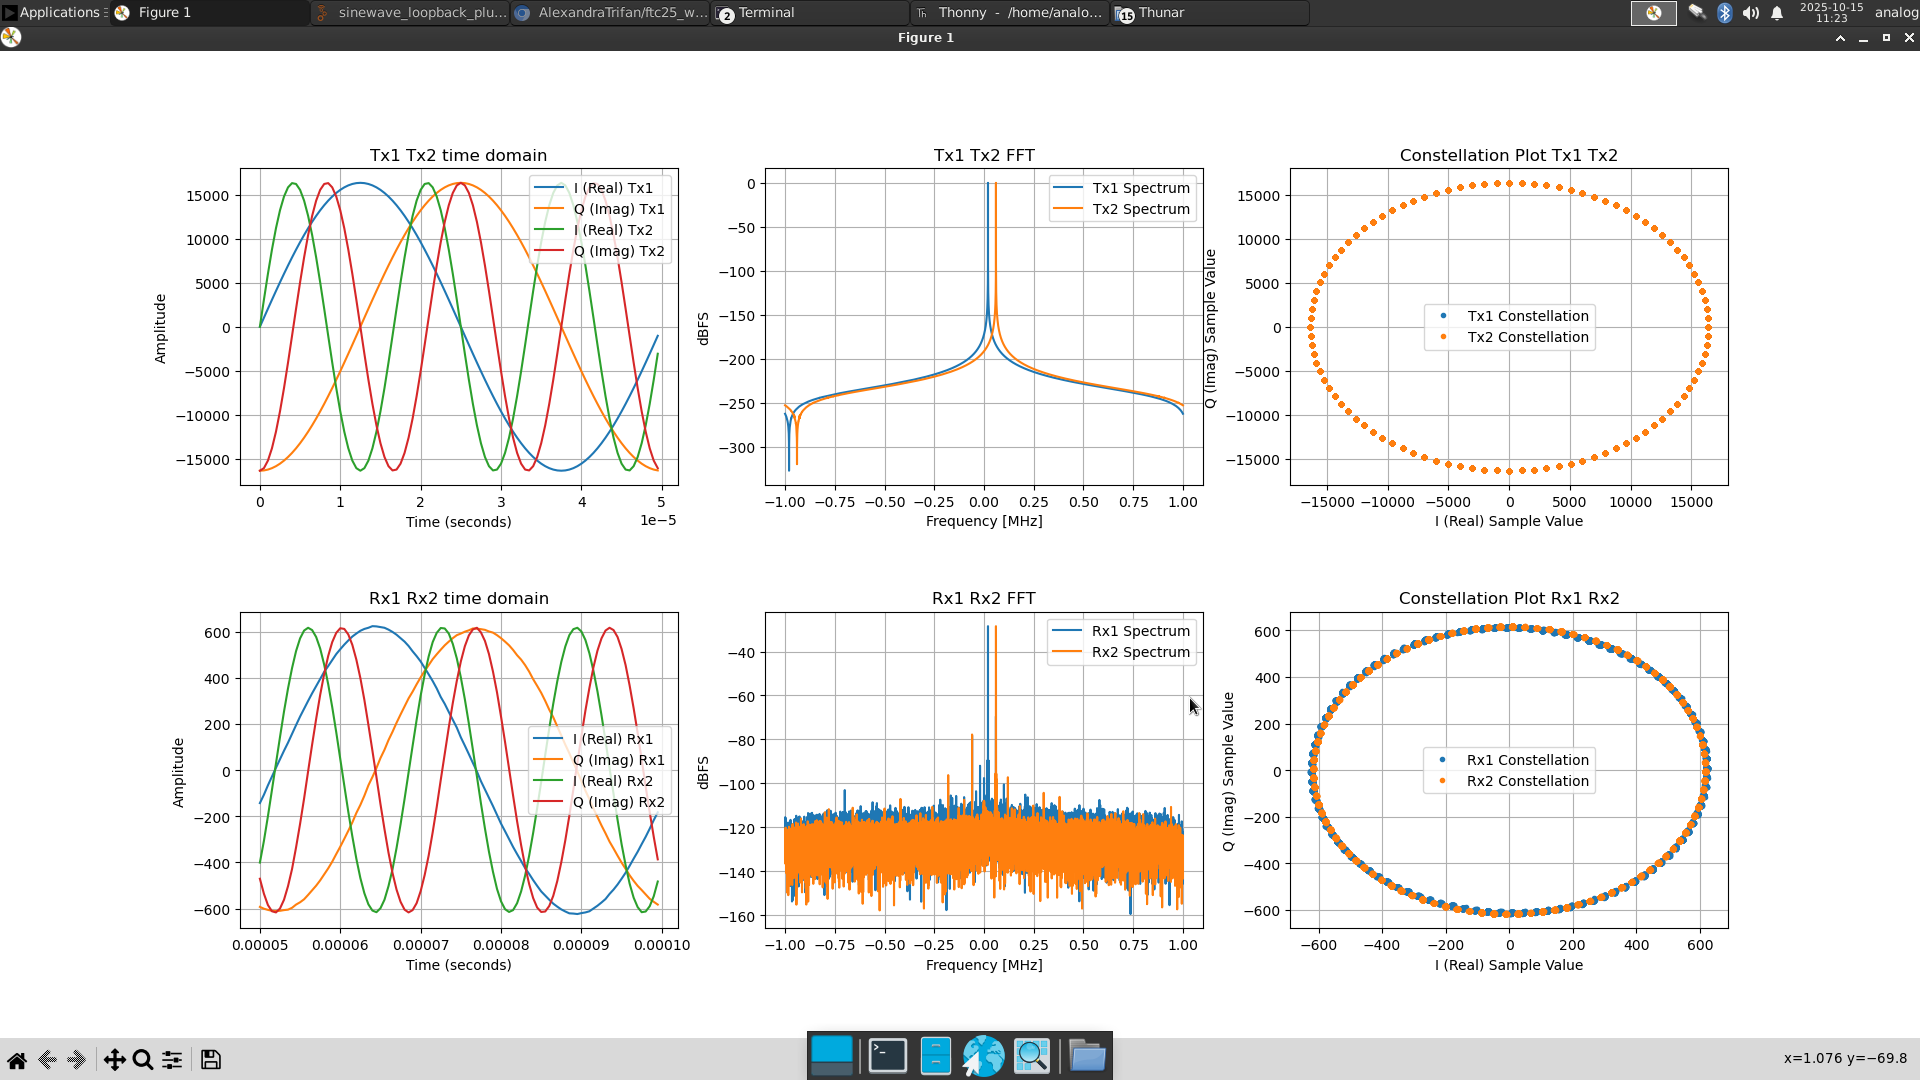 Applications
Figure 1
sinewave_loopback_plu...
AlexandraTrifan/ftc25_w...
2
Terminal
Thonny - /home/analo...
15
Thunar
2025-10-15
11:23
analog
Figure 1
Tx1 Tx2 time domain
Amplitude
15000
10000
5000
0
−5000
−10000
−15000
I (Real) Tx1
Q (Imag) Tx1
I (Real) Tx2
Q (Imag) Tx2
0 1 2 3 4 5
1e−5
Time (seconds)
Tx1 Tx2 FFT
dBFS
0
−50
−100
−150
−200
−250
−300
Tx1 Spectrum
Tx2 Spectrum
−1.00 −0.75 −0.50 −0.25 0.00 0.25 0.50 0.75 1.00
Frequency [MHz]
Constellation Plot Tx1 Tx2
Q (Imag) Sample Value
15000
10000
5000
0
−5000
−10000
−15000
Tx1 Constellation
Tx2 Constellation
−15000 −10000 −5000 0 5000 10000 15000
I (Real) Sample Value
Rx1 Rx2 time domain
Amplitude
600
400
200
0
−200
−400
−600
I (Real) Rx1
Q (Imag) Rx1
I (Real) Rx2
Q (Imag) Rx2
0.00005 0.00006 0.00007 0.00008 0.00009 0.00010
Time (seconds)
Rx1 Rx2 FFT
dBFS
−40
−60
−80
−100
−120
−140
−160
Rx1 Spectrum
Rx2 Spectrum
−1.00 −0.75 −0.50 −0.25 0.00 0.25 0.50 0.75 1.00
Frequency [MHz]
Constellation Plot Rx1 Rx2
Q (Imag) Sample Value
600
400
200
0
−200
−400
−600
Rx1 Constellation
Rx2 Constellation
−600 −400 −200 0 200 400 600
I (Real) Sample Value
x=1.076 y=−69.8